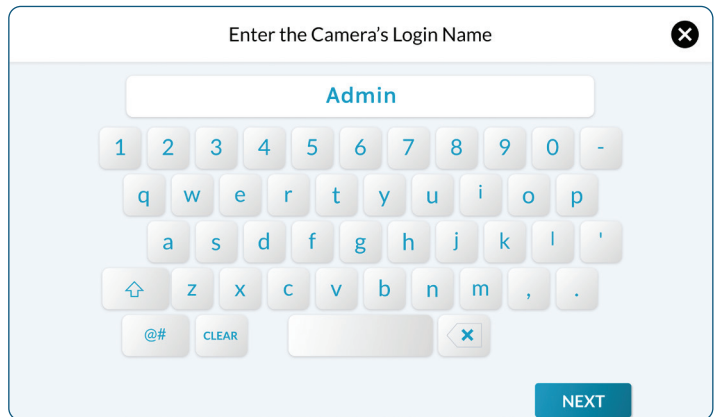 Enter the Camera’s Login Name
Admin
1 2 3 4 5 6 7 8 9 0 -
q w e r t y u i o p
a s d f g h j k l '
z x c v b n m , .
@# CLEAR
NEXT